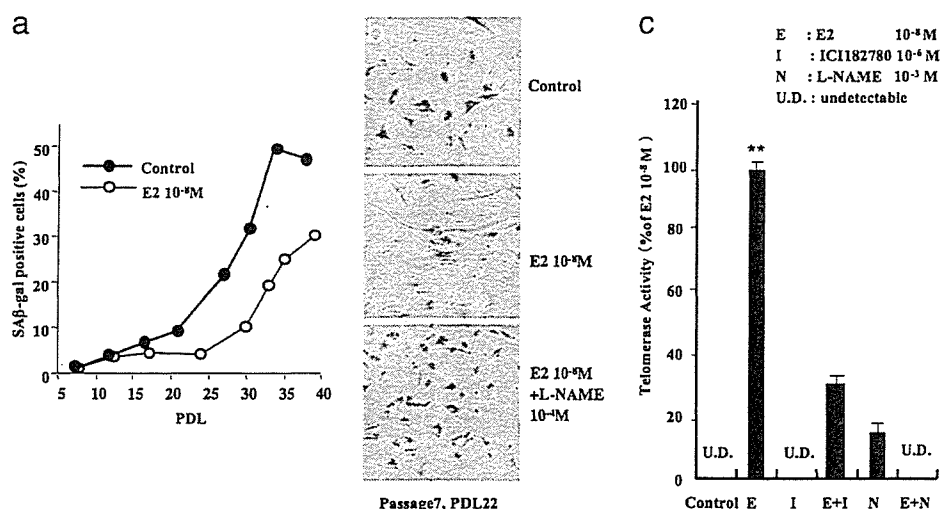 a
SAβ-gal positive cells (%)
50
40
30
20
10
0
Control
E2 10⁻⁸M
5 10 15 20 25 30 35 40
PDL
Control
E2 10⁻⁸M
E2 10⁻⁸M
+L-NAME
10⁻⁴M
Passage7, PDL22
c
E : E2 10⁻⁸M
I : ICI182780 10⁻⁶ M
N : L-NAME 10⁻³ M
U.D. : undetectable
Telomerase Activity (%of E2 10⁻⁸M)
120
100
80
60
40
20
0
**
U.D.
U.D.
U.D.
Control E I E+I N E+N